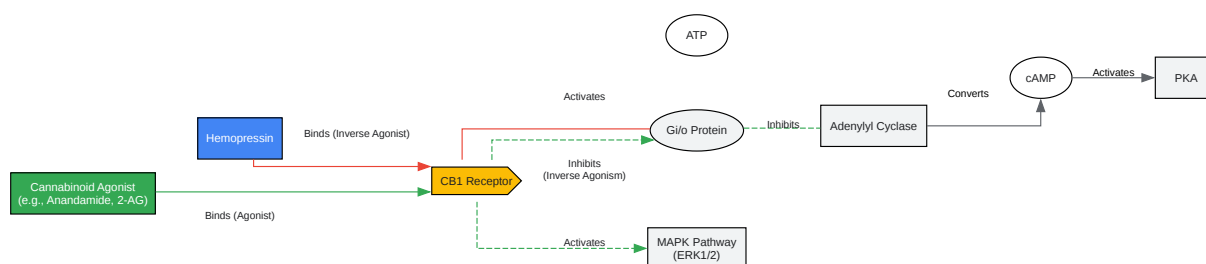 ATP
cAMP
Activates
PKA
Converts
Activates
Hemopressin
Binds (Inverse Agonist)
Gi/o Protein
Inhibits
Adenylyl Cyclase
Inhibits
(Inverse Agonism)
CB1 Receptor
Cannabinoid Agonist
(e.g., Anandamide, 2-AG)
Binds (Agonist)
Activates
MAPK Pathway
(ERK1/2)